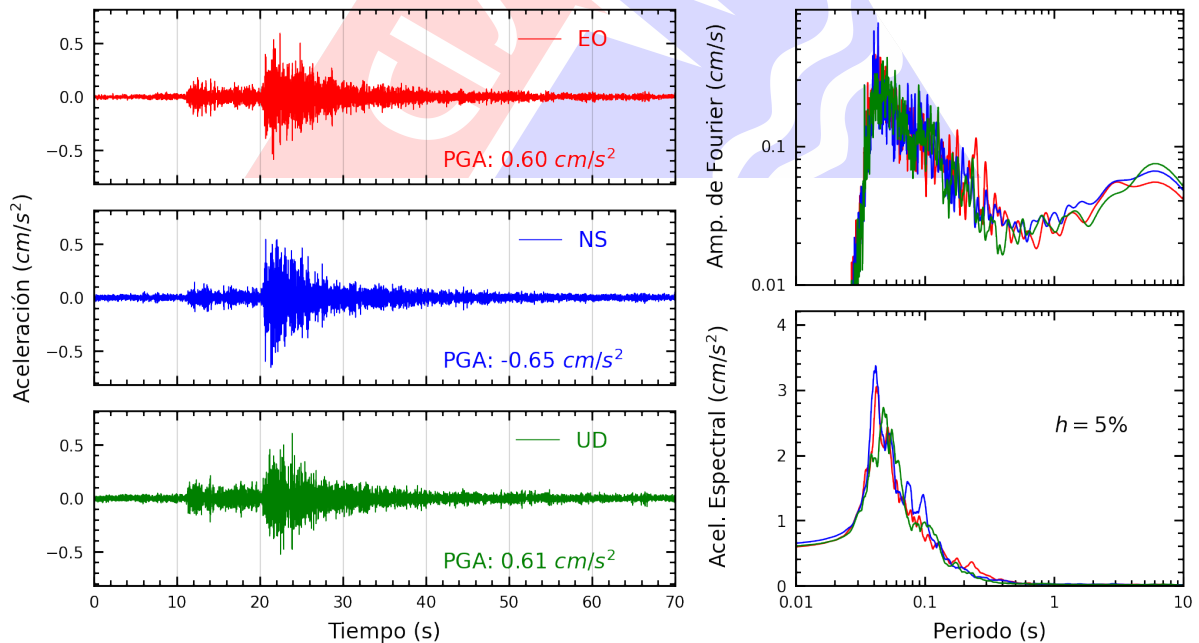 Aceleración (cm/s²)
0.5
0.0
−0.5
EO
PGA: 0.60 cm/s²
0.5
0.0
−0.5
NS
PGA: -0.65 cm/s²
0.5
0.0
−0.5
UD
PGA: 0.61 cm/s²
0 10 20 30 40 50 60 70
Tiempo (s)
Amp. de Fourier (cm/s)
0.1
0.01
Acel. Espectral (cm/s²)
4
3
2
1
0
h = 5%
0.01 0.1 1 10
Periodo (s)